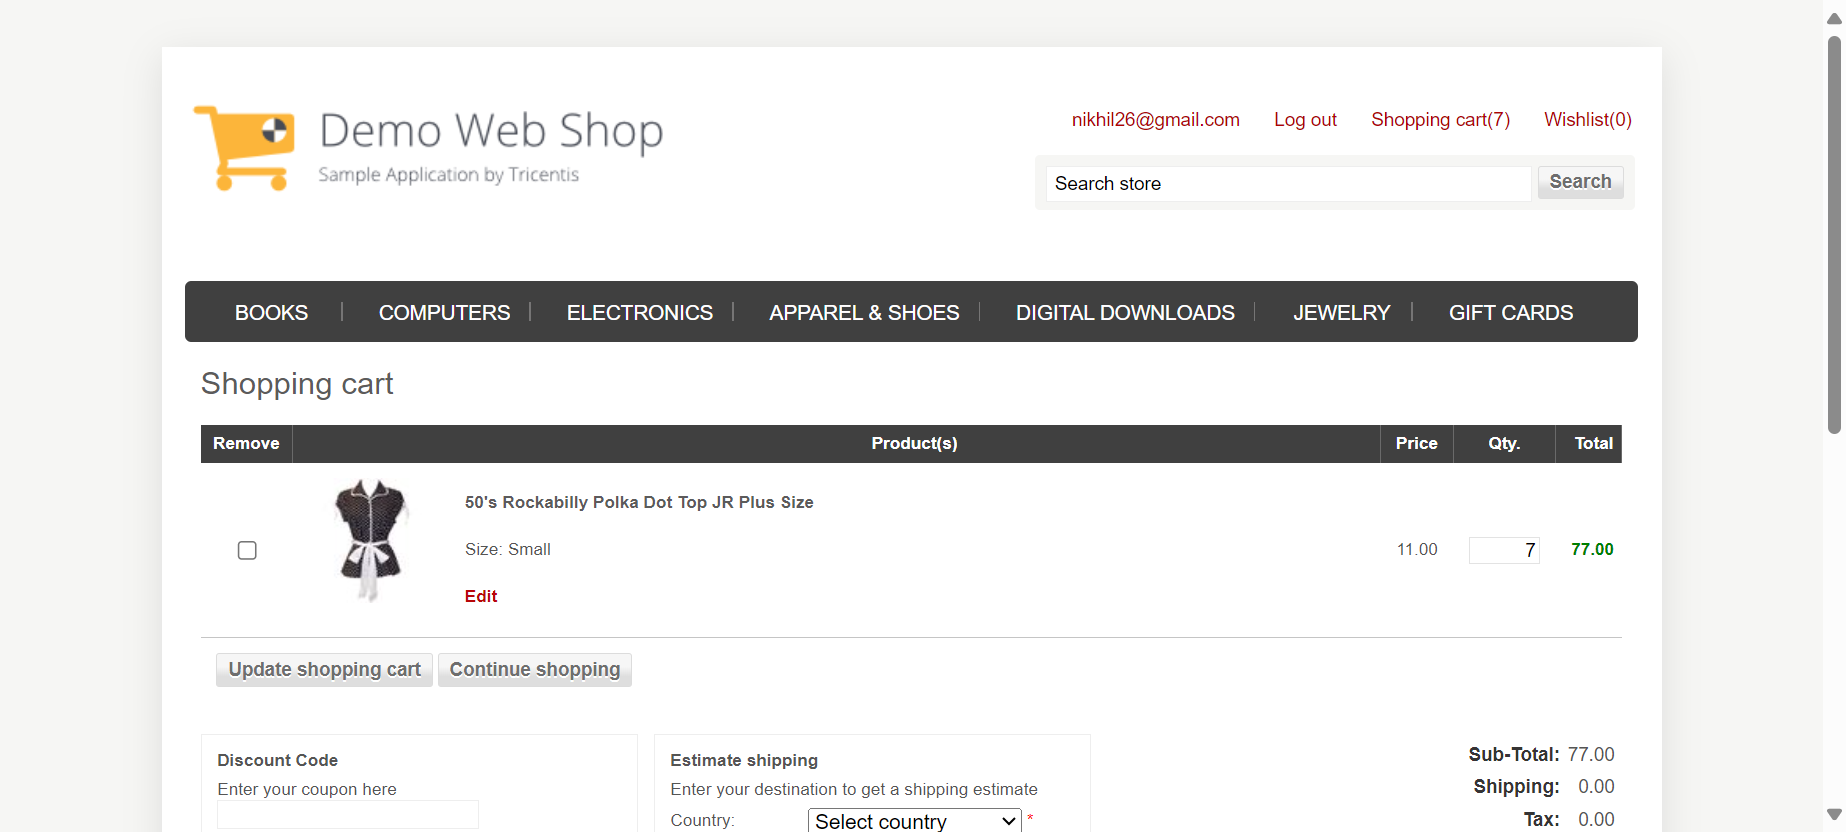 Demo Web Shop
Sample Application by Tricentis
nikhil26@gmail.com Log out Shopping cart(7) Wishlist(0)
Search store Search
BOOKS COMPUTERS ELECTRONICS APPAREL & SHOES DIGITAL DOWNLOADS JEWELRY GIFT CARDS
Shopping cart
Remove Product(s) Price Qty. Total
50's Rockabilly Polka Dot Top JR Plus Size
Size: Small 11.00 7 77.00
Edit
Update shopping cart Continue shopping
Discount Code
Enter your coupon here
Estimate shipping
Enter your destination to get a shipping estimate
Country: Select country *
Sub-Total: 77.00
Shipping: 0.00
Tax: 0.00